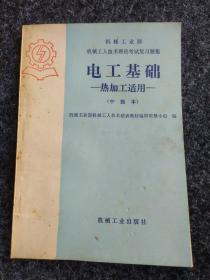 机械工业部
机械工人技术理论考试复习题集
电工基础
—热加工适用—
(中级本)
机械工业部机械工人技术培训教材编审领导小组 编
机械工业出版社